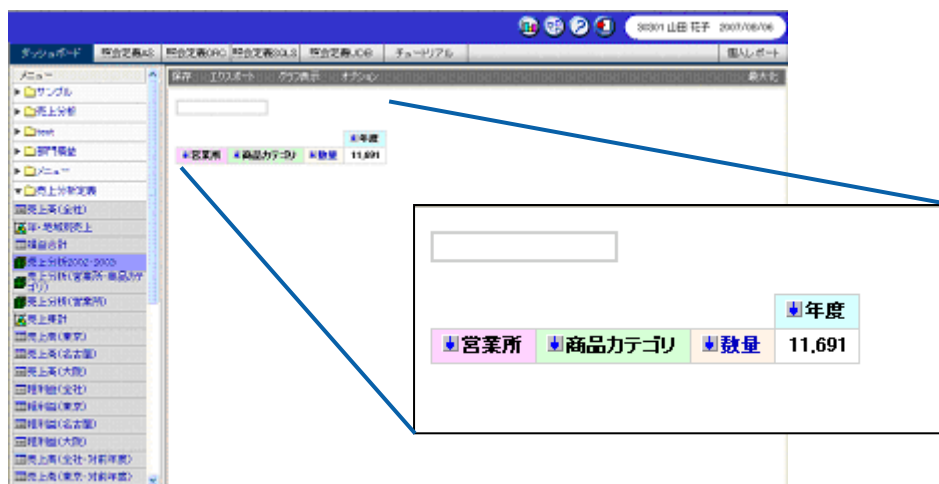 30301 山田 花子 2007/08/06
ダッシュボード 照会定義AS 照会定義ORC 照会定義SQLS 照会定義JDB チュートリアル 個人レポート
メニュー
保存 エクスポート グラフ表示 オプション 最大化
サンプル
売上分析
test
部門損益
メニュー
売上分析定義
売上高(全社)
年・地域別売上
損益合計
売上分析2002-2003
売上分析(営業所・商品カテゴリ)
売上分析(営業所)
売上集計
売上高(東京)
売上高(名古屋)
売上高(大阪)
粗利益(全社)
粗利益(東京)
粗利益(名古屋)
粗利益(大阪)
売上高(全社・対前年度)
売上高(東京・対前年度)
年度
営業所 商品カテゴリ 数量 11,691
年度
営業所 商品カテゴリ 数量 11,691